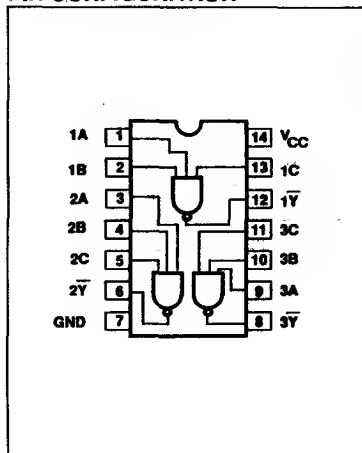 1A 1 14 VCC
1B 2 13 1C
2A 3 12 1Y̅
2B 4 11 3C
2C 5 10 3B
2Y̅ 6 9 3A
GND 7 8 3Y̅